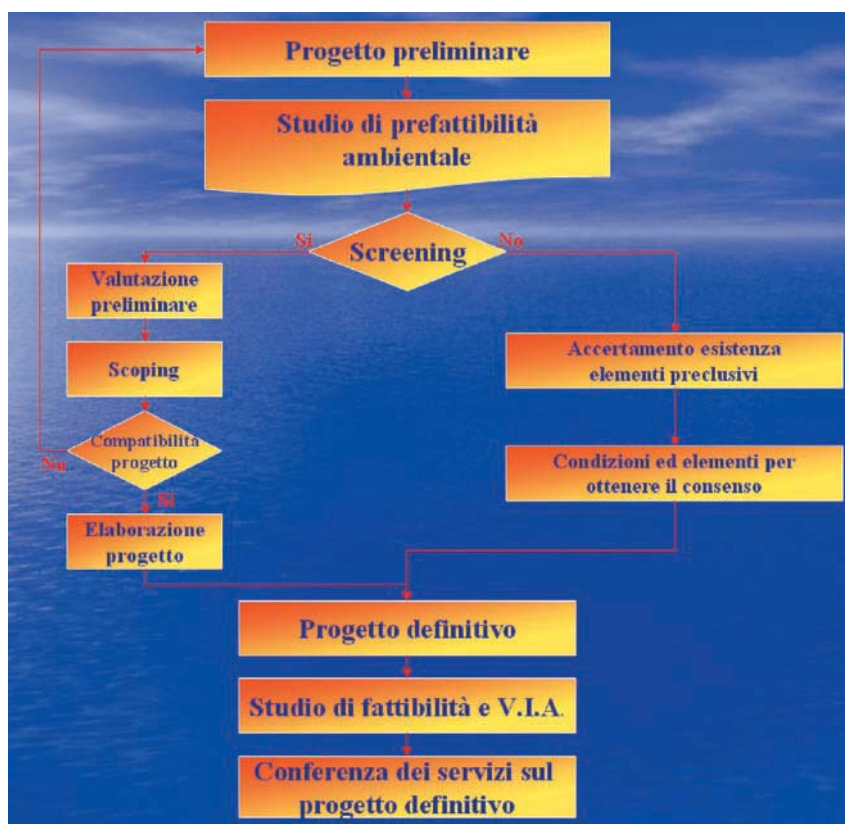 Progetto preliminare
Studio di prefattibilità
ambientale
Si
No
Screening
Valutazione
preliminare
Accertamento esistenza
elementi preclusivi
Scoping
Compatibilita
progetto
No
Si
Condizioni ed elementi per
ottenere il consenso
Elaborazione
progetto
Progetto definitivo
Studio di fattibilità e V.I.A.
Conferenza dei servizi sul
progetto definitivo